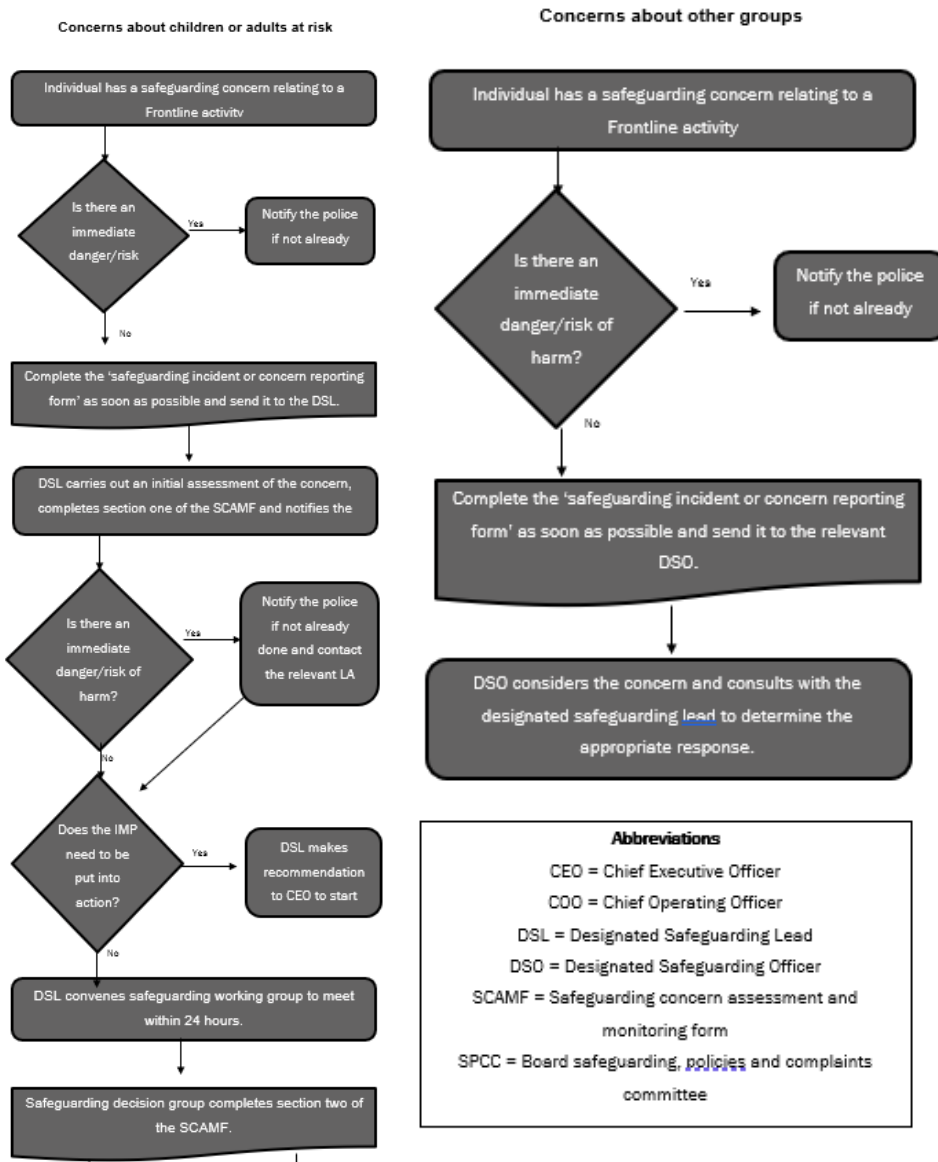 Concerns about children or adults at risk
Individual has a safeguarding concern relating to a
Frontline activity
Is there an
immediate
danger/risk
Yes
Notify the police
if not already
No
Complete the ‘safeguarding incident or concern reporting
form’ as soon as possible and send it to the DSL.
DSL carries out an initial assessment of the concern,
completes section one of the SCAMF and notifies the
Is there an
immediate
danger/risk of
harm?
Yes
Notify the police
if not already
done and contact
the relevant LA
No
Does the IMP
need to be
put into
action?
Yes
DSL makes
recommendation
to CEO to start
No
DSL convenes safeguarding working group to meet
within 24 hours.
Safeguarding decision group completes section two of
the SCAMF.
Concerns about other groups
Individual has a safeguarding concern relating to a
Frontline activity
Is there an
immediate
danger/risk of
harm?
Yes
Notify the police
if not already
No
Complete the ‘safeguarding incident or concern reporting
form’ as soon as possible and send it to the relevant
DSO.
DSO considers the concern and consults with the
designated safeguarding lead to determine the
appropriate response.
Abbreviations
CEO = Chief Executive Officer
COO = Chief Operating Officer
DSL = Designated Safeguarding Lead
DSO = Designated Safeguarding Officer
SCAMF = Safeguarding concern assessment and
monitoring form
SPCC = Board safeguarding, policies and complaints
committee